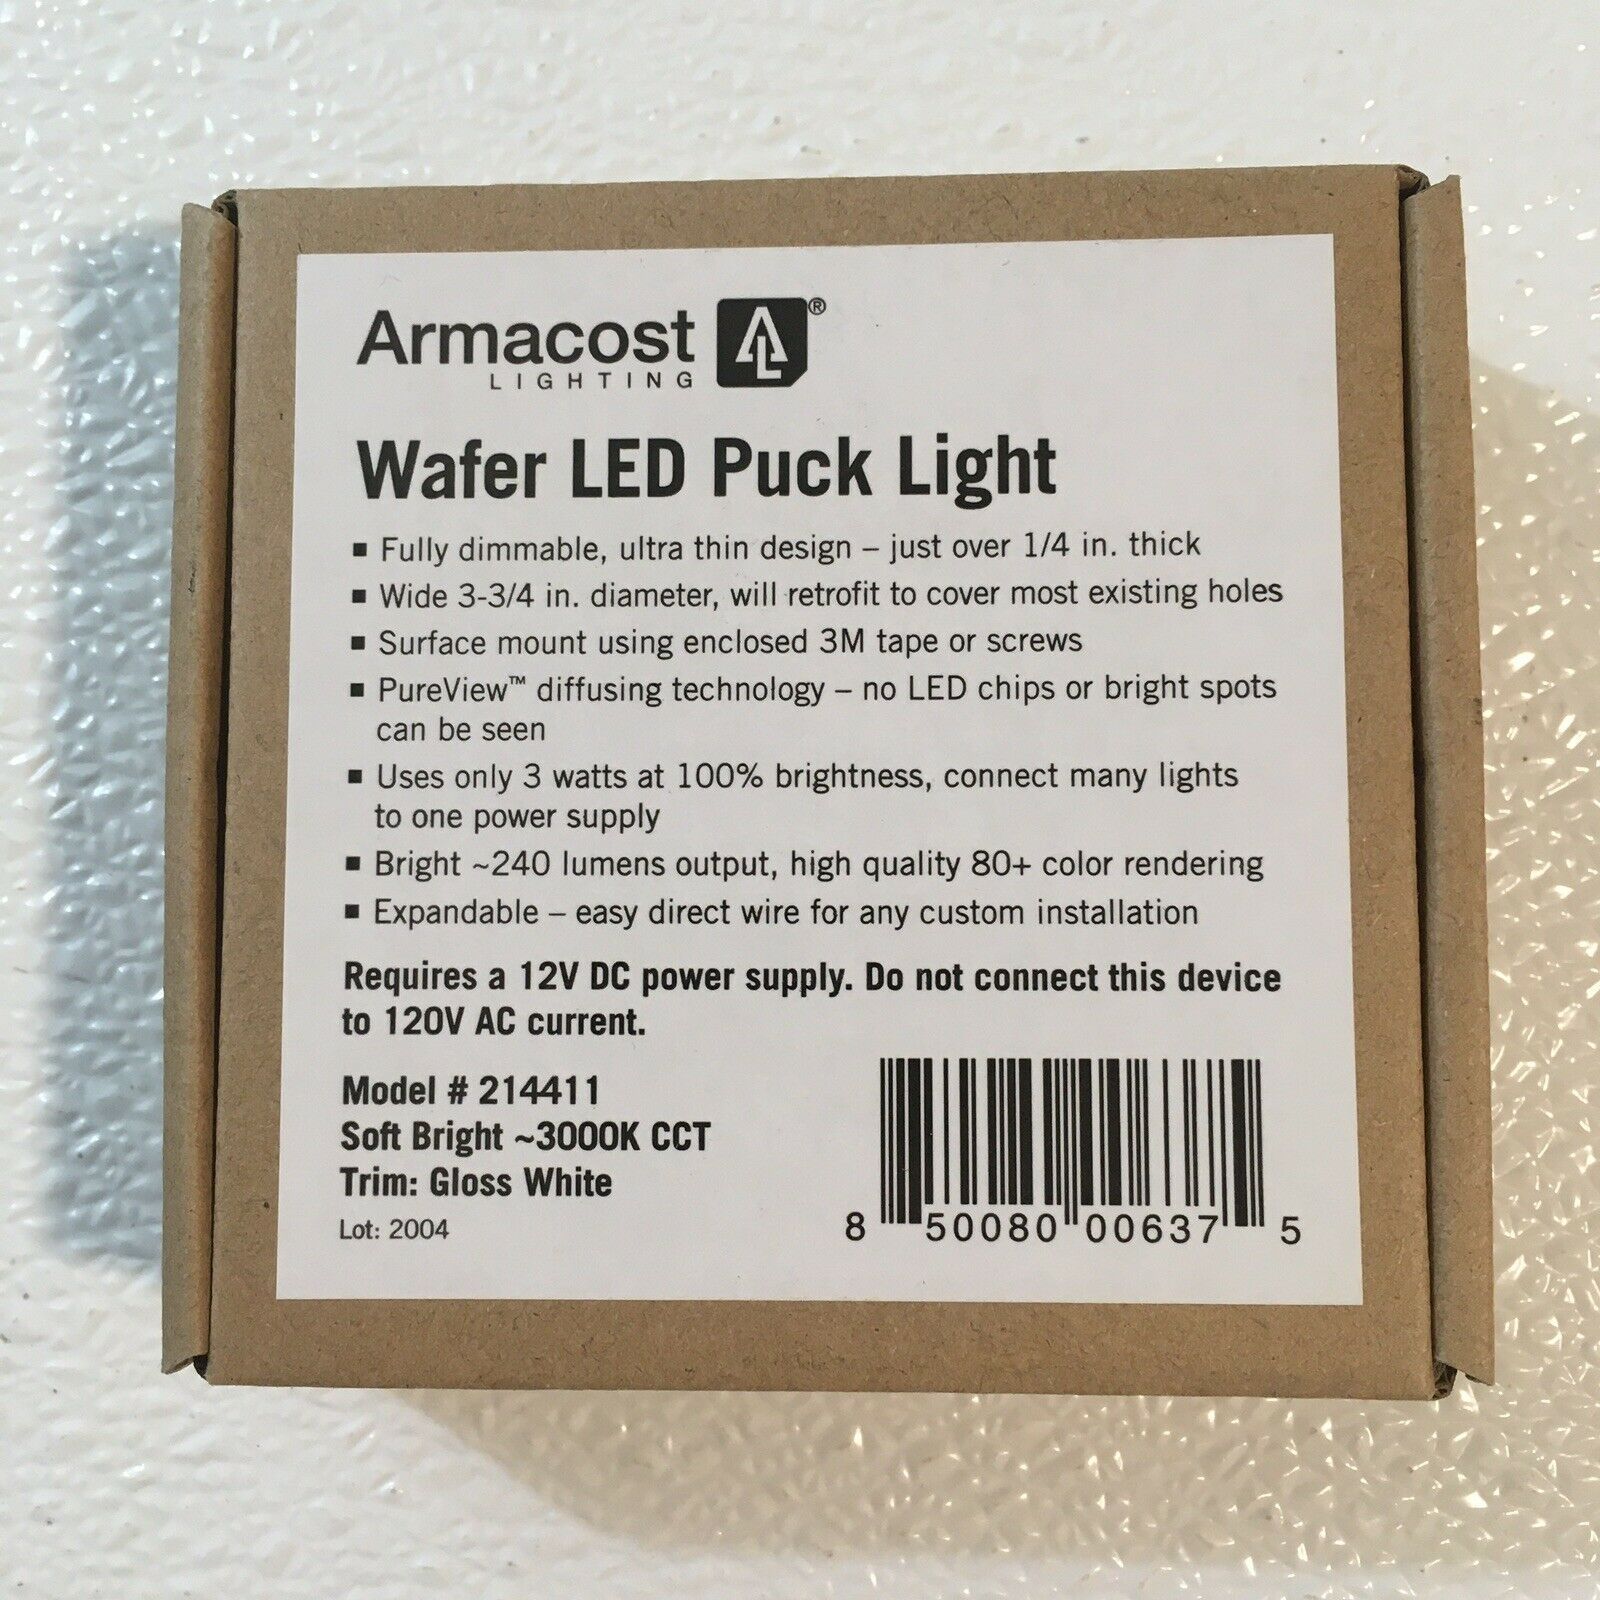 Armacost
LIGHTING
AL®
Wafer LED Puck Light
▪ Fully dimmable, ultra thin design – just over 1/4 in. thick
▪ Wide 3-3/4 in. diameter, will retrofit to cover most existing holes
▪ Surface mount using enclosed 3M tape or screws
▪ PureView™ diffusing technology – no LED chips or bright spots
can be seen
▪ Uses only 3 watts at 100% brightness, connect many lights
to one power supply
▪ Bright ~240 lumens output, high quality 80+ color rendering
▪ Expandable – easy direct wire for any custom installation
Requires a 12V DC power supply. Do not connect this device
to 120V AC current.
Model # 214411
Soft Bright ~3000K CCT
Trim: Gloss White
Lot: 2004
8 50080 00637 5